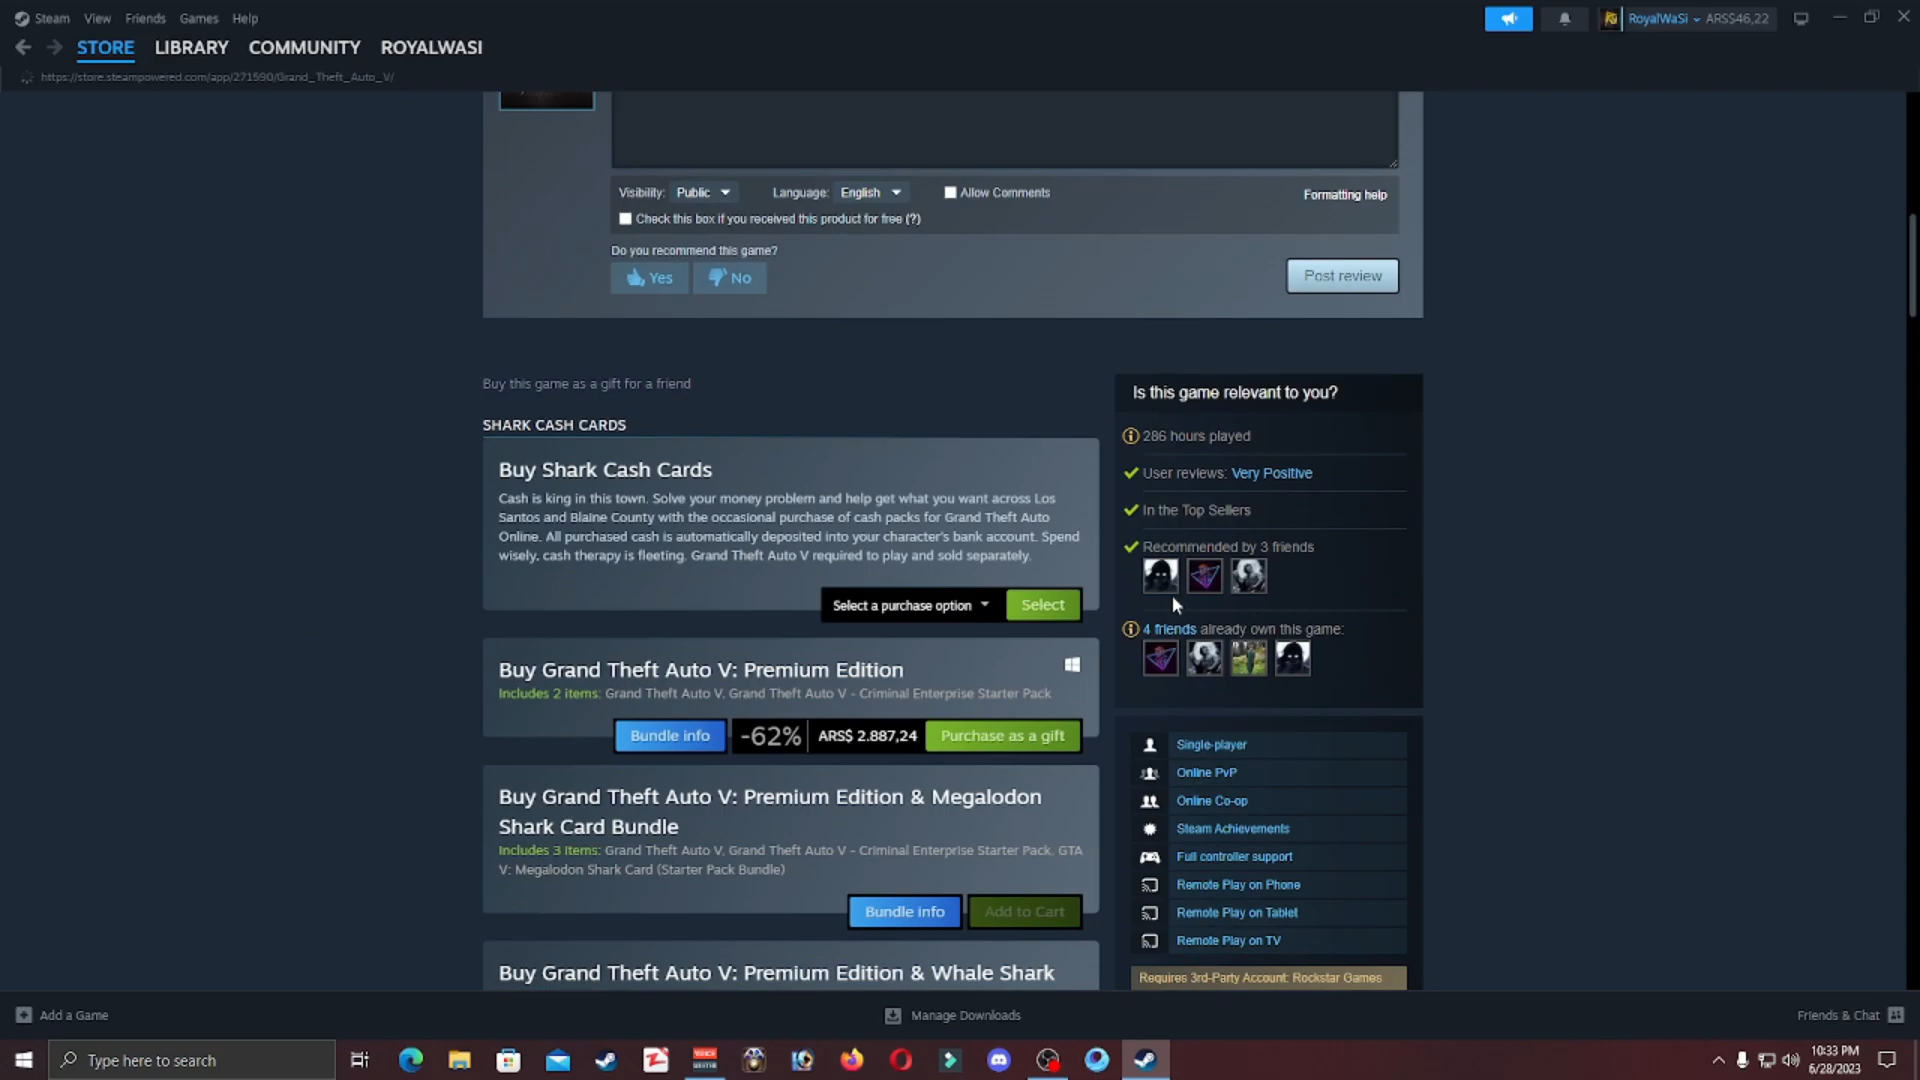 Steam View Friends Games Help
RoyalWaSi ARS$46,22
STORE LIBRARY COMMUNITY ROYALWASI
https://store.steampowered.com/app/271590/Grand_Theft_Auto_V/
Visibility: Public Language: English Allow Comments Formatting help
Check this box if you received this product for free (?)
Do you recommend this game?
Yes No Post review
Buy this game as a gift for a friend
SHARK CASH CARDS
Buy Shark Cash Cards
Cash is king in this town. Solve your money problem and help get what you want across Los
Santos and Blaine County with the occasional purchase of cash packs for Grand Theft Auto
Online. All purchased cash is automatically deposited into your character's bank account. Spend
wisely, cash therapy is fleeting. Grand Theft Auto V required to play and sold separately.
Select a purchase option Select
Buy Grand Theft Auto V: Premium Edition
Includes 2 items: Grand Theft Auto V, Grand Theft Auto V - Criminal Enterprise Starter Pack
Bundle info -62% ARS$ 2.887,24 Purchase as a gift
Buy Grand Theft Auto V: Premium Edition & Megalodon
Shark Card Bundle
Includes 3 items: Grand Theft Auto V, Grand Theft Auto V - Criminal Enterprise Starter Pack, GTA
V: Megalodon Shark Card (Starter Pack Bundle)
Bundle info Add to Cart
Buy Grand Theft Auto V: Premium Edition & Whale Shark
Is this game relevant to you?
286 hours played
User reviews: Very Positive
In the Top Sellers
Recommended by 3 friends
4 friends already own this game:
Single-player
Online PvP
Online Co-op
Steam Achievements
Full controller support
Remote Play on Phone
Remote Play on Tablet
Remote Play on TV
Requires 3rd-Party Account: Rockstar Games
Add a Game Manage Downloads Friends & Chat
Type here to search
10:33 PM
6/28/2023